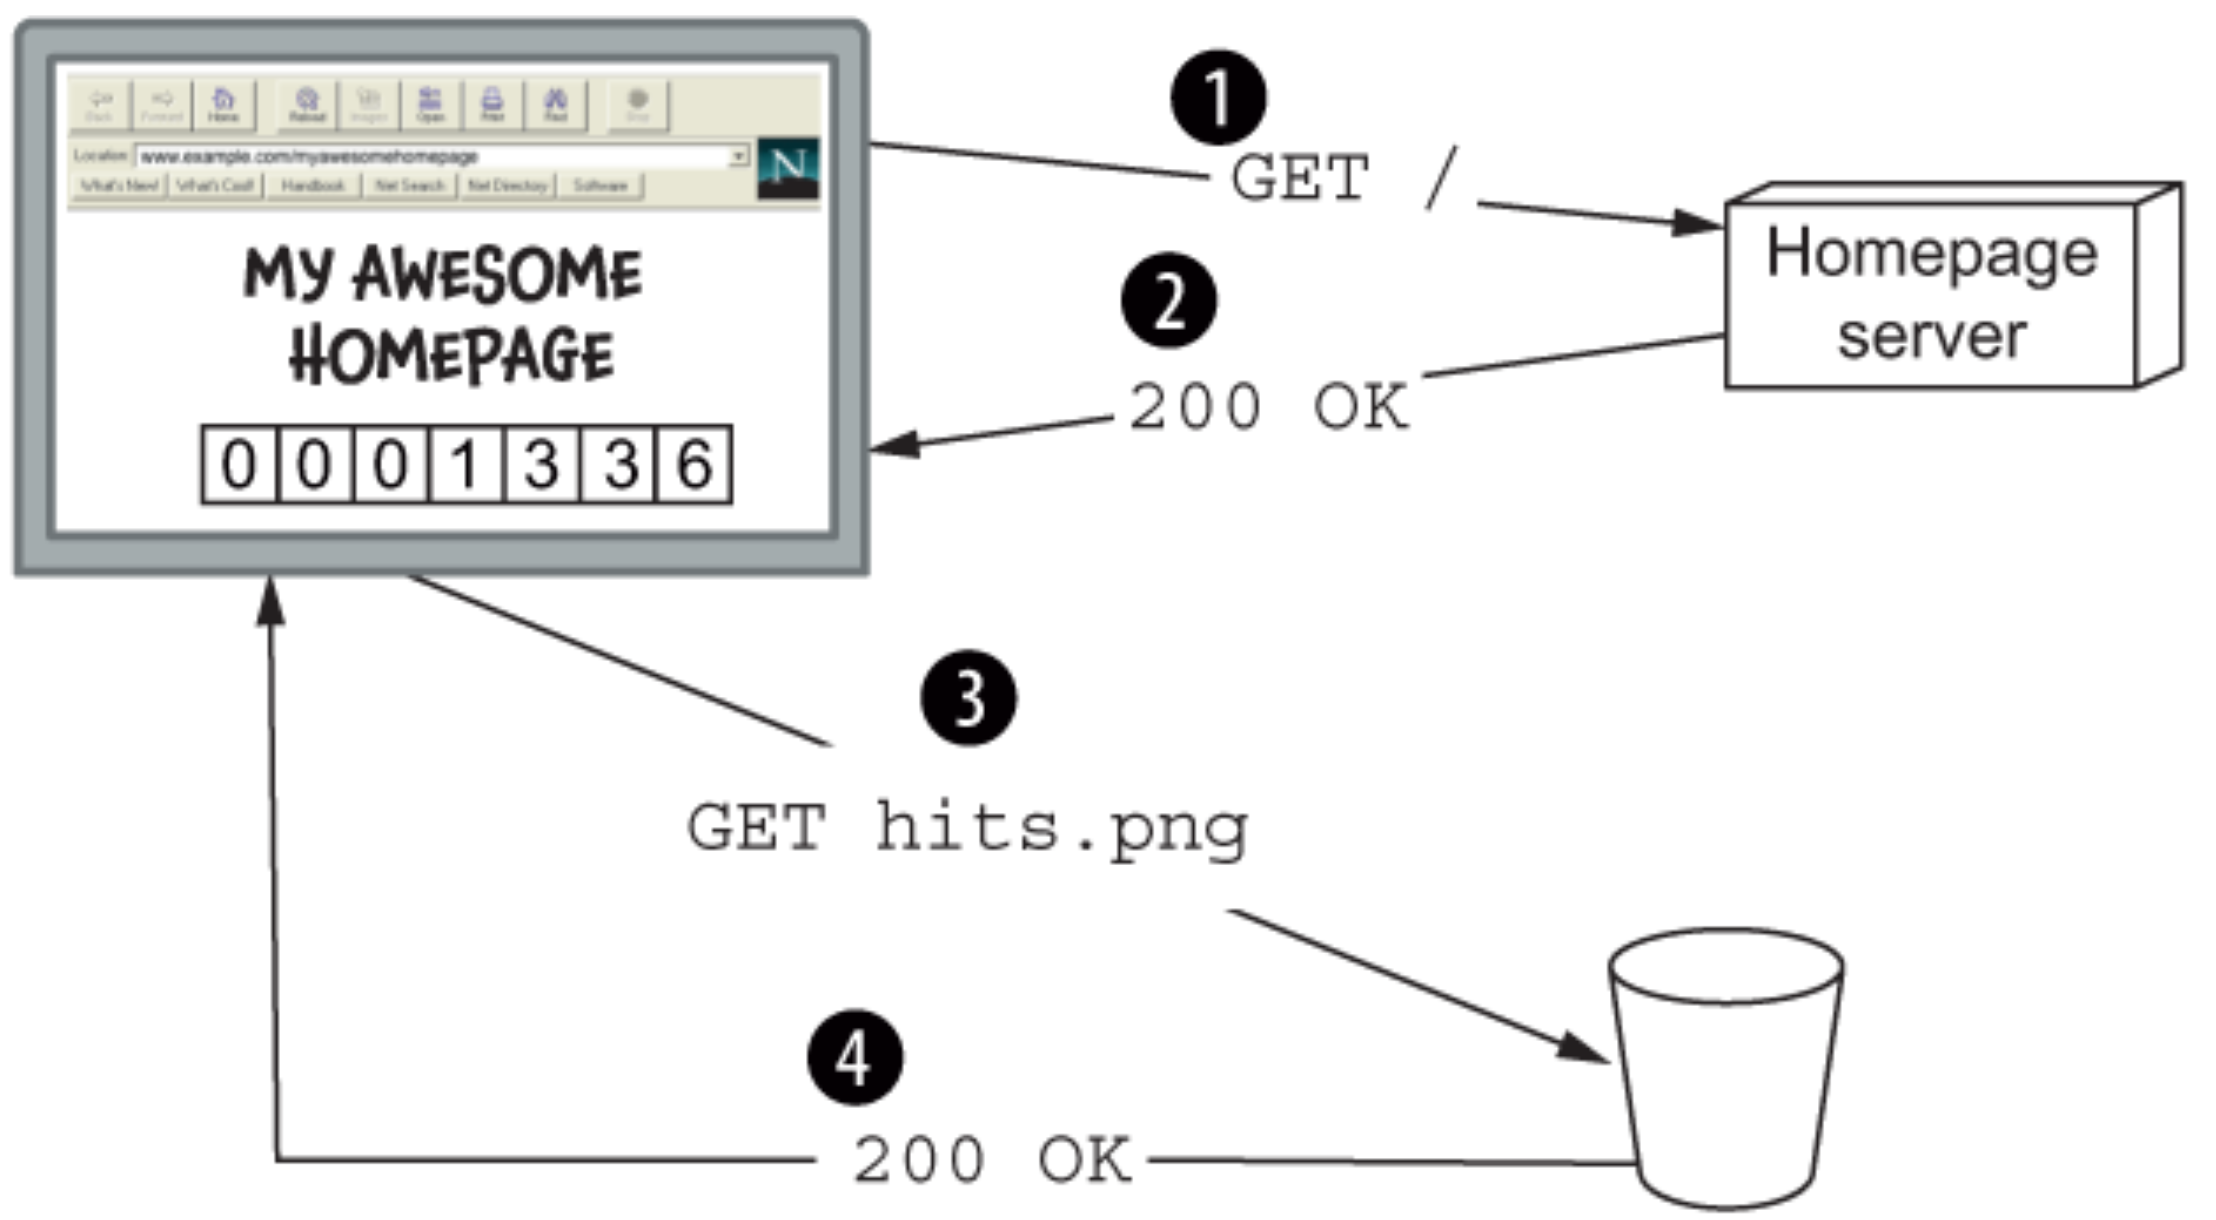 Back Forward Home Reload Images Open Print Find Stop
Location: www.example.com/myawesomehomepage
N
What's New! What's Cool! Handbook Net Search Net Directory Software
MY AWESOME
HOMEPAGE
0 0 0 1 3 3 6
1
GET /
Homepage
server
2
200 OK
3
GET hits.png
4
200 OK